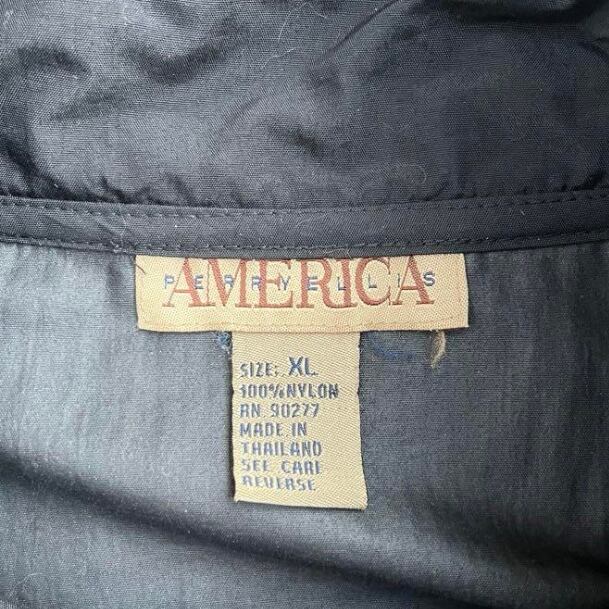 PERRY ELLIS
AMERICA
SIZE: XL
100% NYLON
RN 90277
MADE IN
THAILAND
SEE CARE
REVERSE